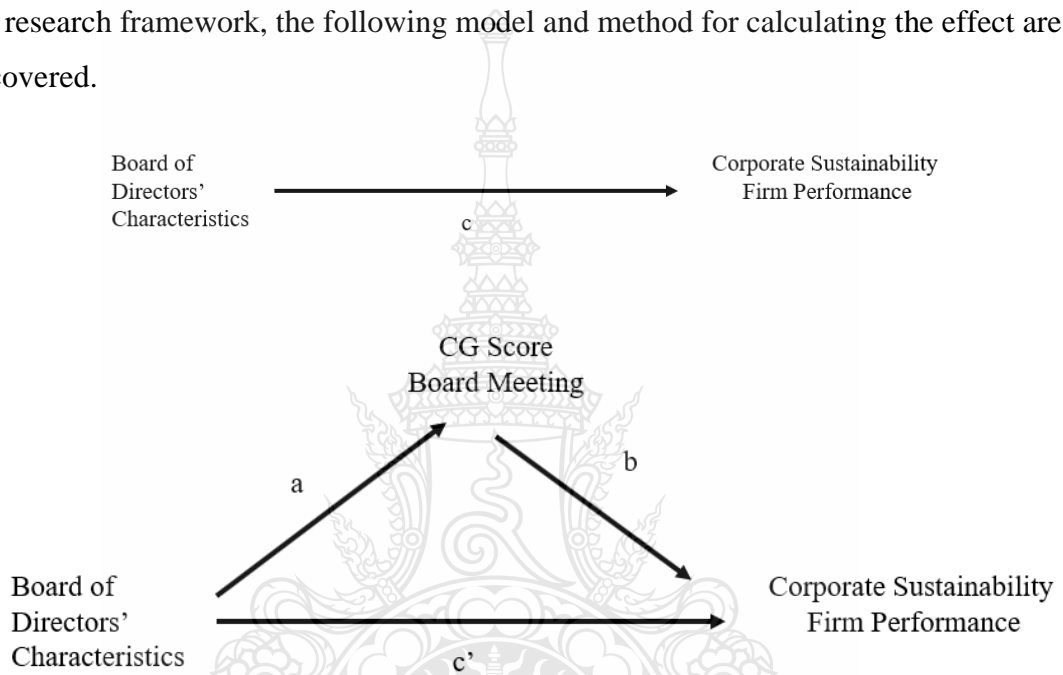 research framework, the following model and method for calculating the effect are
covered.
Board of
Directors’
Characteristics
Corporate Sustainability
Firm Performance
c
CG Score
Board Meeting
a
b
Board of
Directors’
Characteristics
Corporate Sustainability
Firm Performance
c’